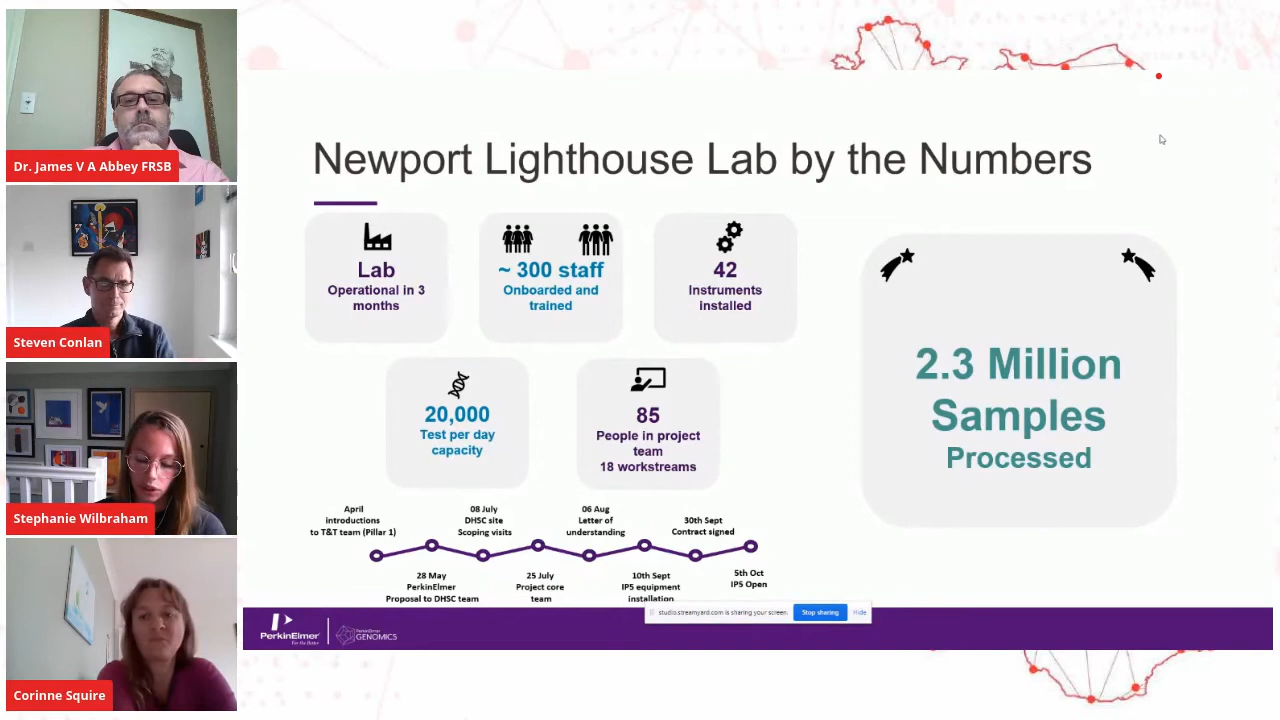 Dr. James V A Abbey FRSB
Steven Conlan
Stephanie Wilbraham
Corinne Squire
Newport Lighthouse Lab by the Numbers
Lab
Operational in 3
months
~ 300 staff
Onboarded and
trained
42
Instruments
installed
20,000
Test per day
capacity
85
People in project
team
18 workstreams
2.3 Million
Samples
Processed
April
introductions
to T&T team (Pillar 1)
28 May
PerkinElmer
Proposal to DHSC team
08 July
DHSC site
Scoping visits
25 July
Project core
team
06 Aug
Letter of
understanding
10th Sept
IP5 equipment
installation
30th Sept
Contract signed
5th Oct
IP5 Open
studio.streamyard.com is sharing your screen.
Stop sharing
Hide
PerkinElmer
For the Better
PerkinElmer
GENOMICS